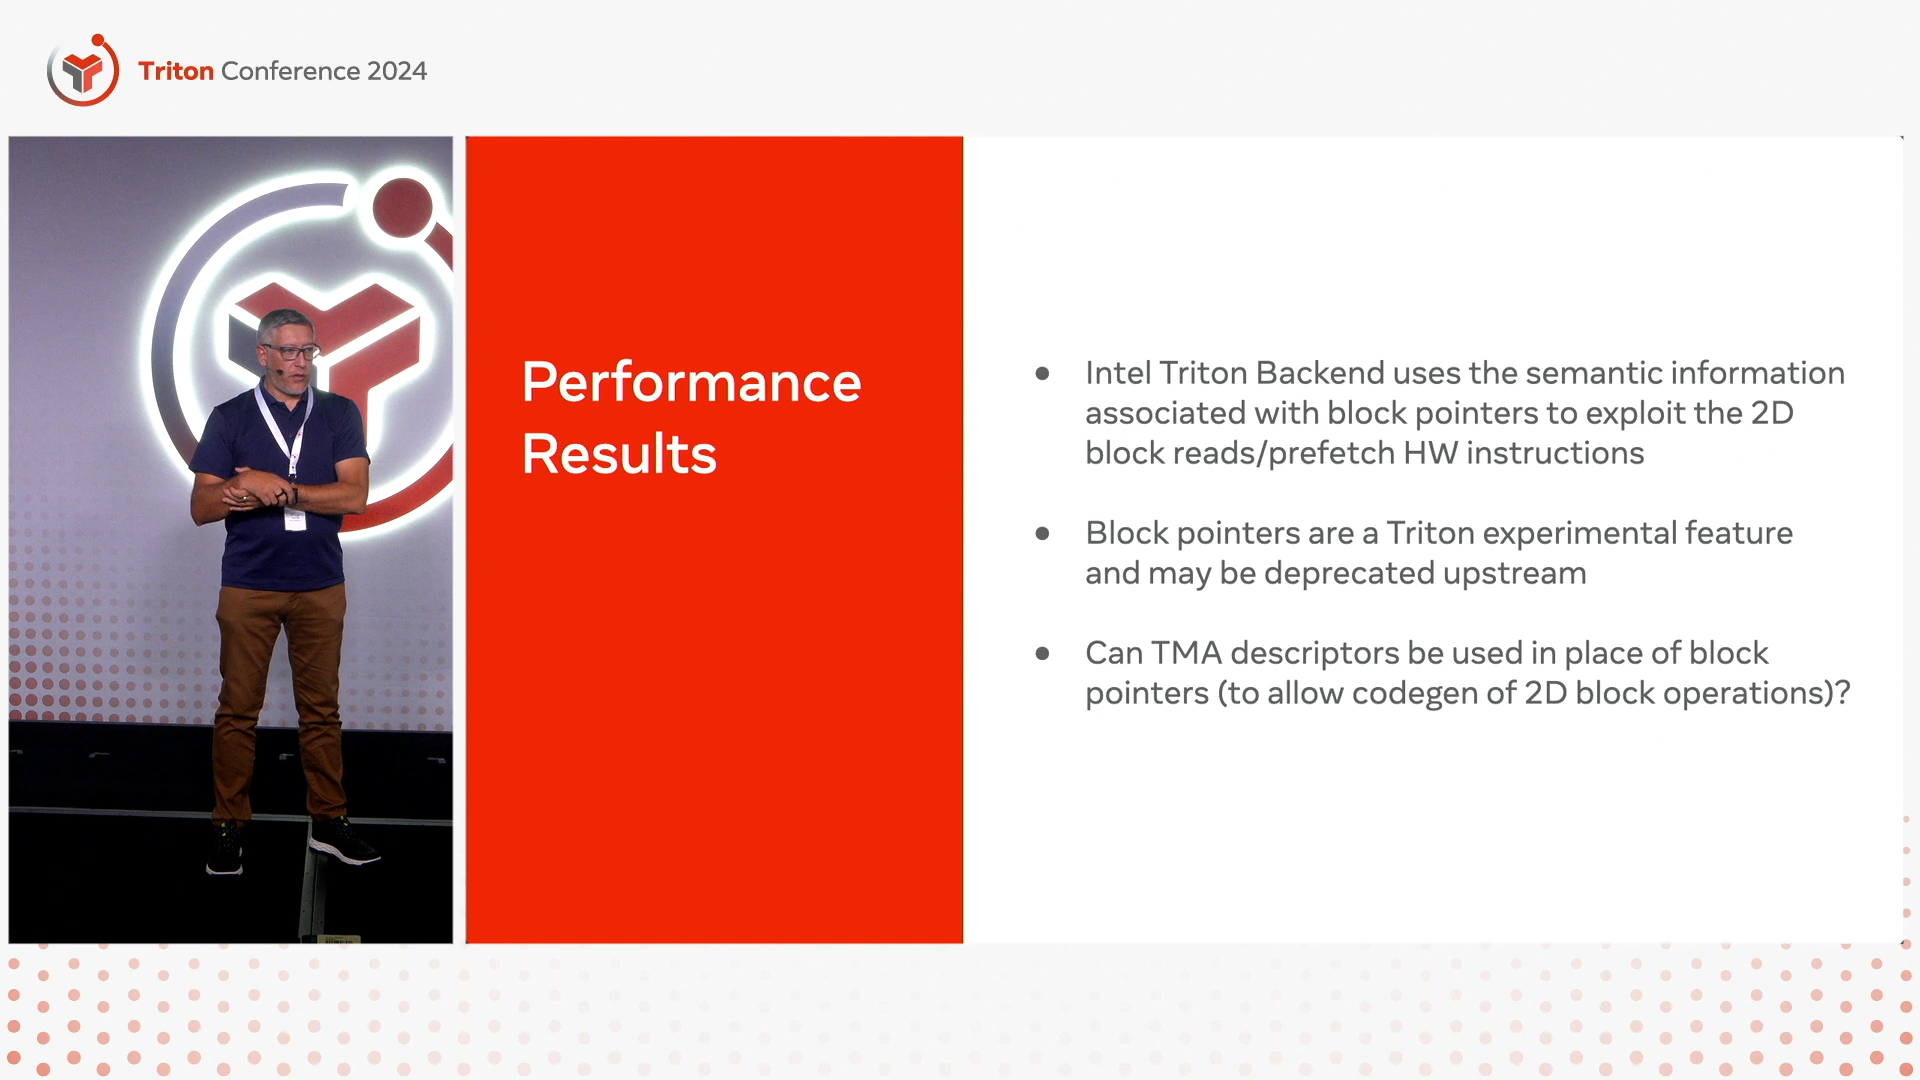 Triton Conference 2024
Performance
Results
● Intel Triton Backend uses the semantic information
associated with block pointers to exploit the 2D
block reads/prefetch HW instructions
● Block pointers are a Triton experimental feature
and may be deprecated upstream
● Can TMA descriptors be used in place of block
pointers (to allow codegen of 2D block operations)?